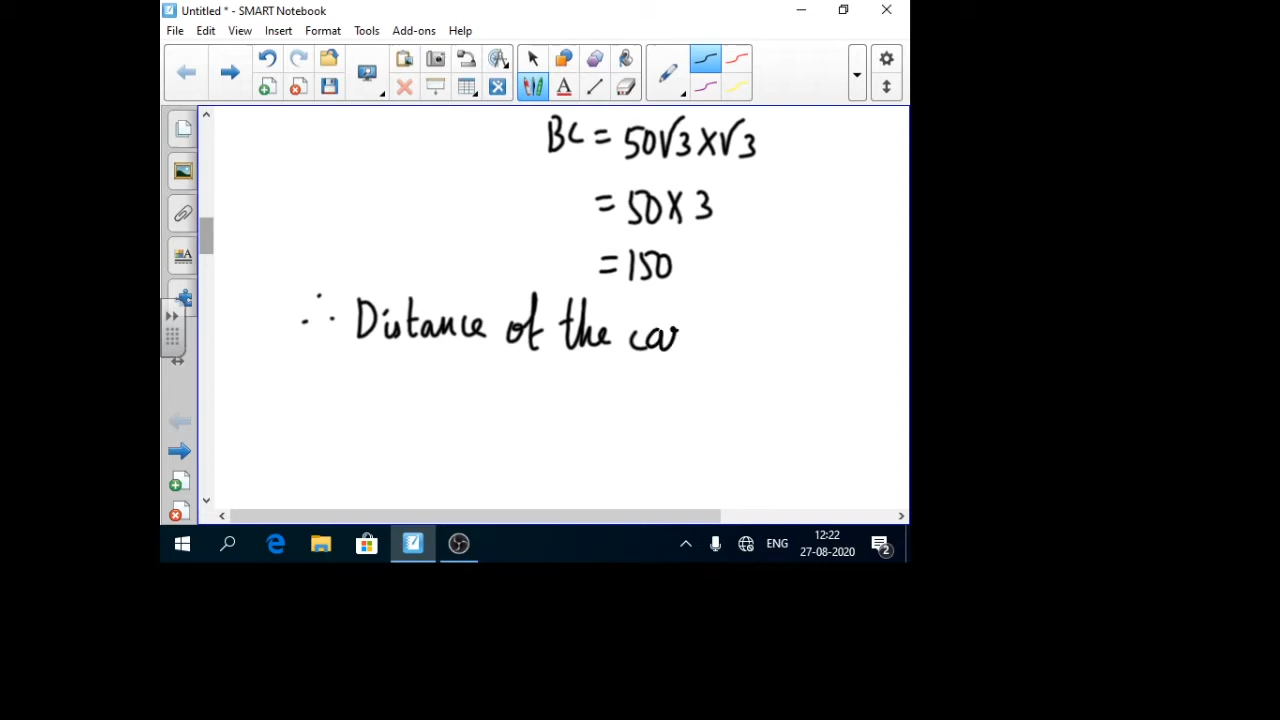 Untitled * - SMART Notebook
File Edit View Insert Format Tools Add-ons Help
BC = 50√3×√3
= 50×3
= 150
∴ Distance of the car
ENG
12:22
27-08-2020
2